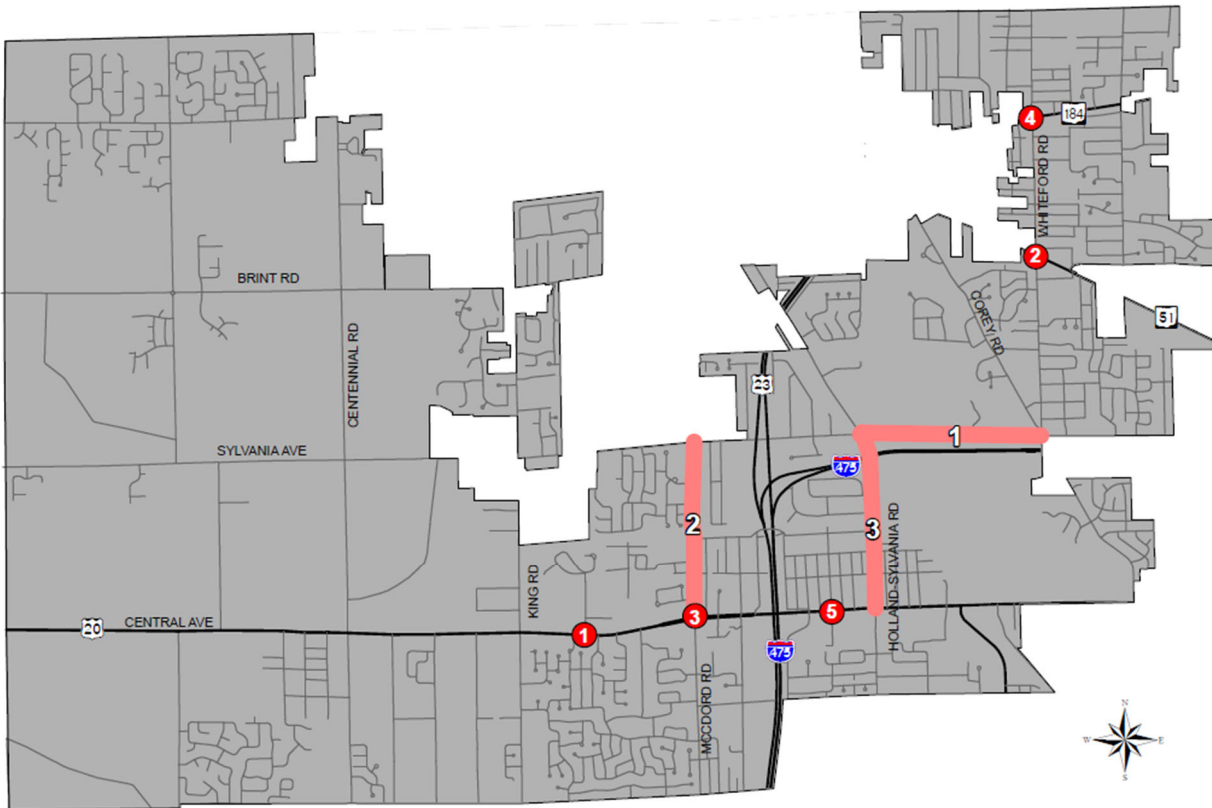 4
184
WHITEFORD RD
2
BRINT RD
COREY RD
51
CENTENNIAL RD
23
1
SYLVANIA AVE
475
2
3
HOLLAND-SYLVANIA RD
KING RD
5
3
CENTRAL AVE
20
1
475
MCCDORD RD
N
W
E
S